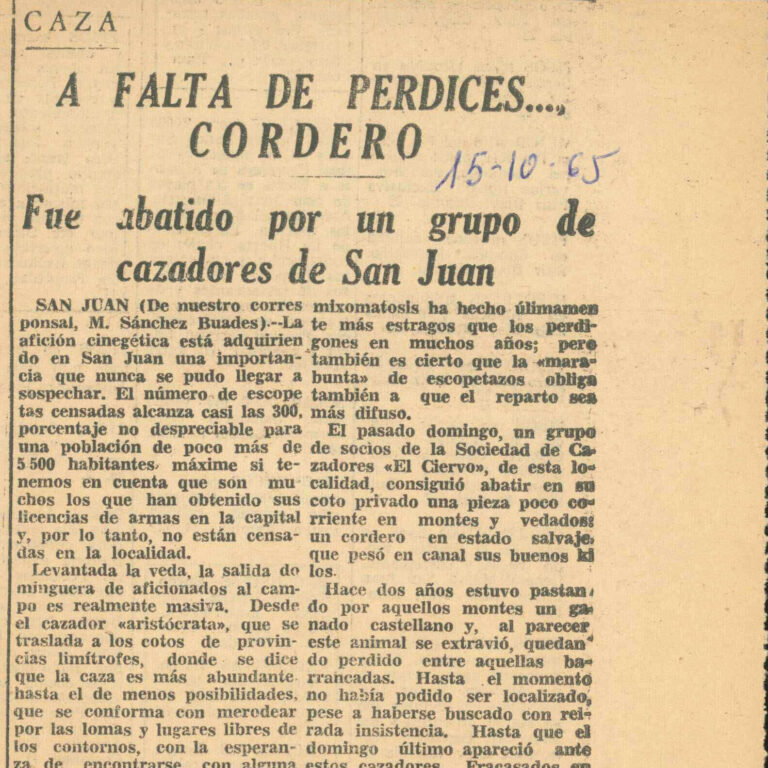 CAZA
A FALTA DE PERDICES....,
CORDERO
15-10-65
Fue abatido por un grupo de
cazadores de San Juan
SAN JUAN (De nuestro corres
ponsal, M. Sánchez Buades).--La
afición cinegética está adquirien
do en San Juan una importan-
cia que nunca se pudo llegar a
sospechar. El número de escope
tas censadas alcanza casi las 300,
porcentaje no despreciable para
una población de poco más de
5 500 habitantes, máxime si te-
nemos en cuenta que son mu
chos los que han obtenido sus
licencias de armas en la capital
y, por lo tanto, no están censa-
das en la localidad.
Levantada la veda, la salida do
minguera de aficionados al cam-
po es realmente masiva. Desde
el cazador «aristócrata», que se
traslada a los cotos de provin-
cias limítrofes, donde se dice
que la caza es más abundante
hasta el de menos posibilidades,
que se conforma con merodear
por las lomas y lugares libres de
los contornos, con la esperan-
za de encontrarse con alguna
mixomatosis ha hecho úlimamen
te más estragos que los perdi-
gones en muchos años; pero
también es cierto que la «mara-
bunta» de escopetazos obliga
también a que el reparto sea
más difuso.
El pasado domingo, un grupo
de socios de la Sociedad de Ca-
zadores «El Ciervo», de esta lo-
calidad, consiguió abatir en su
coto privado una pieza poco co-
rriente en montes y vedados:
un cordero en estado salvaje,
que pesó en canal sus buenos ki
los.
Hace dos años estuvo pastan
do por aquellos montes un ga-
nado castellano y, al parecer
este animal se extravió, quedan
do perdido entre aquellas ba-
rrancadas. Hasta el momento
no había podido ser localizado,
pese a haberse buscado con rei-
rada insistencia. Hasta que el
domingo último apareció ante
estos cazadores. Fracasados en